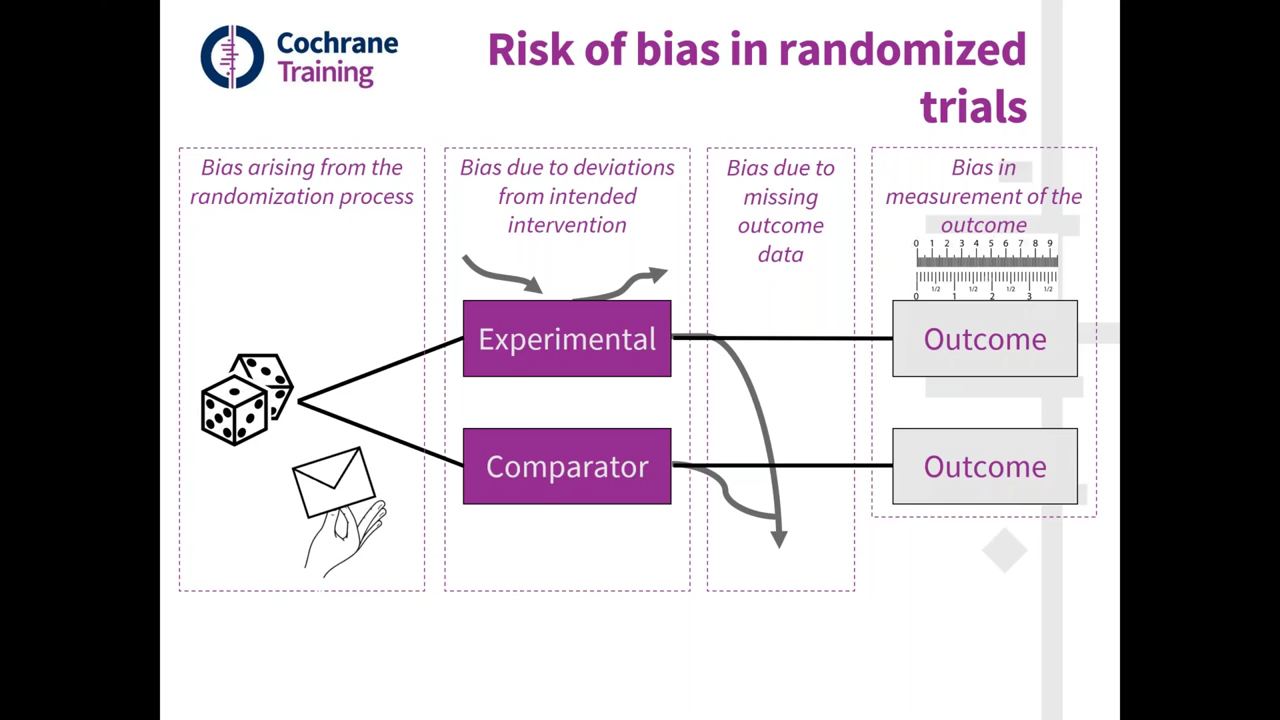 Cochrane
Training
Risk of bias in randomized
trials
Bias arising from the
randomization process
Bias due to deviations
from intended
intervention
Bias due to
missing
outcome
data
Bias in
measurement of the
outcome
0 1 2 3 4 5 6 7 8 9
1/2 1/2 1/2 1/2
0 1 2 3
Experimental
Outcome
Comparator
Outcome